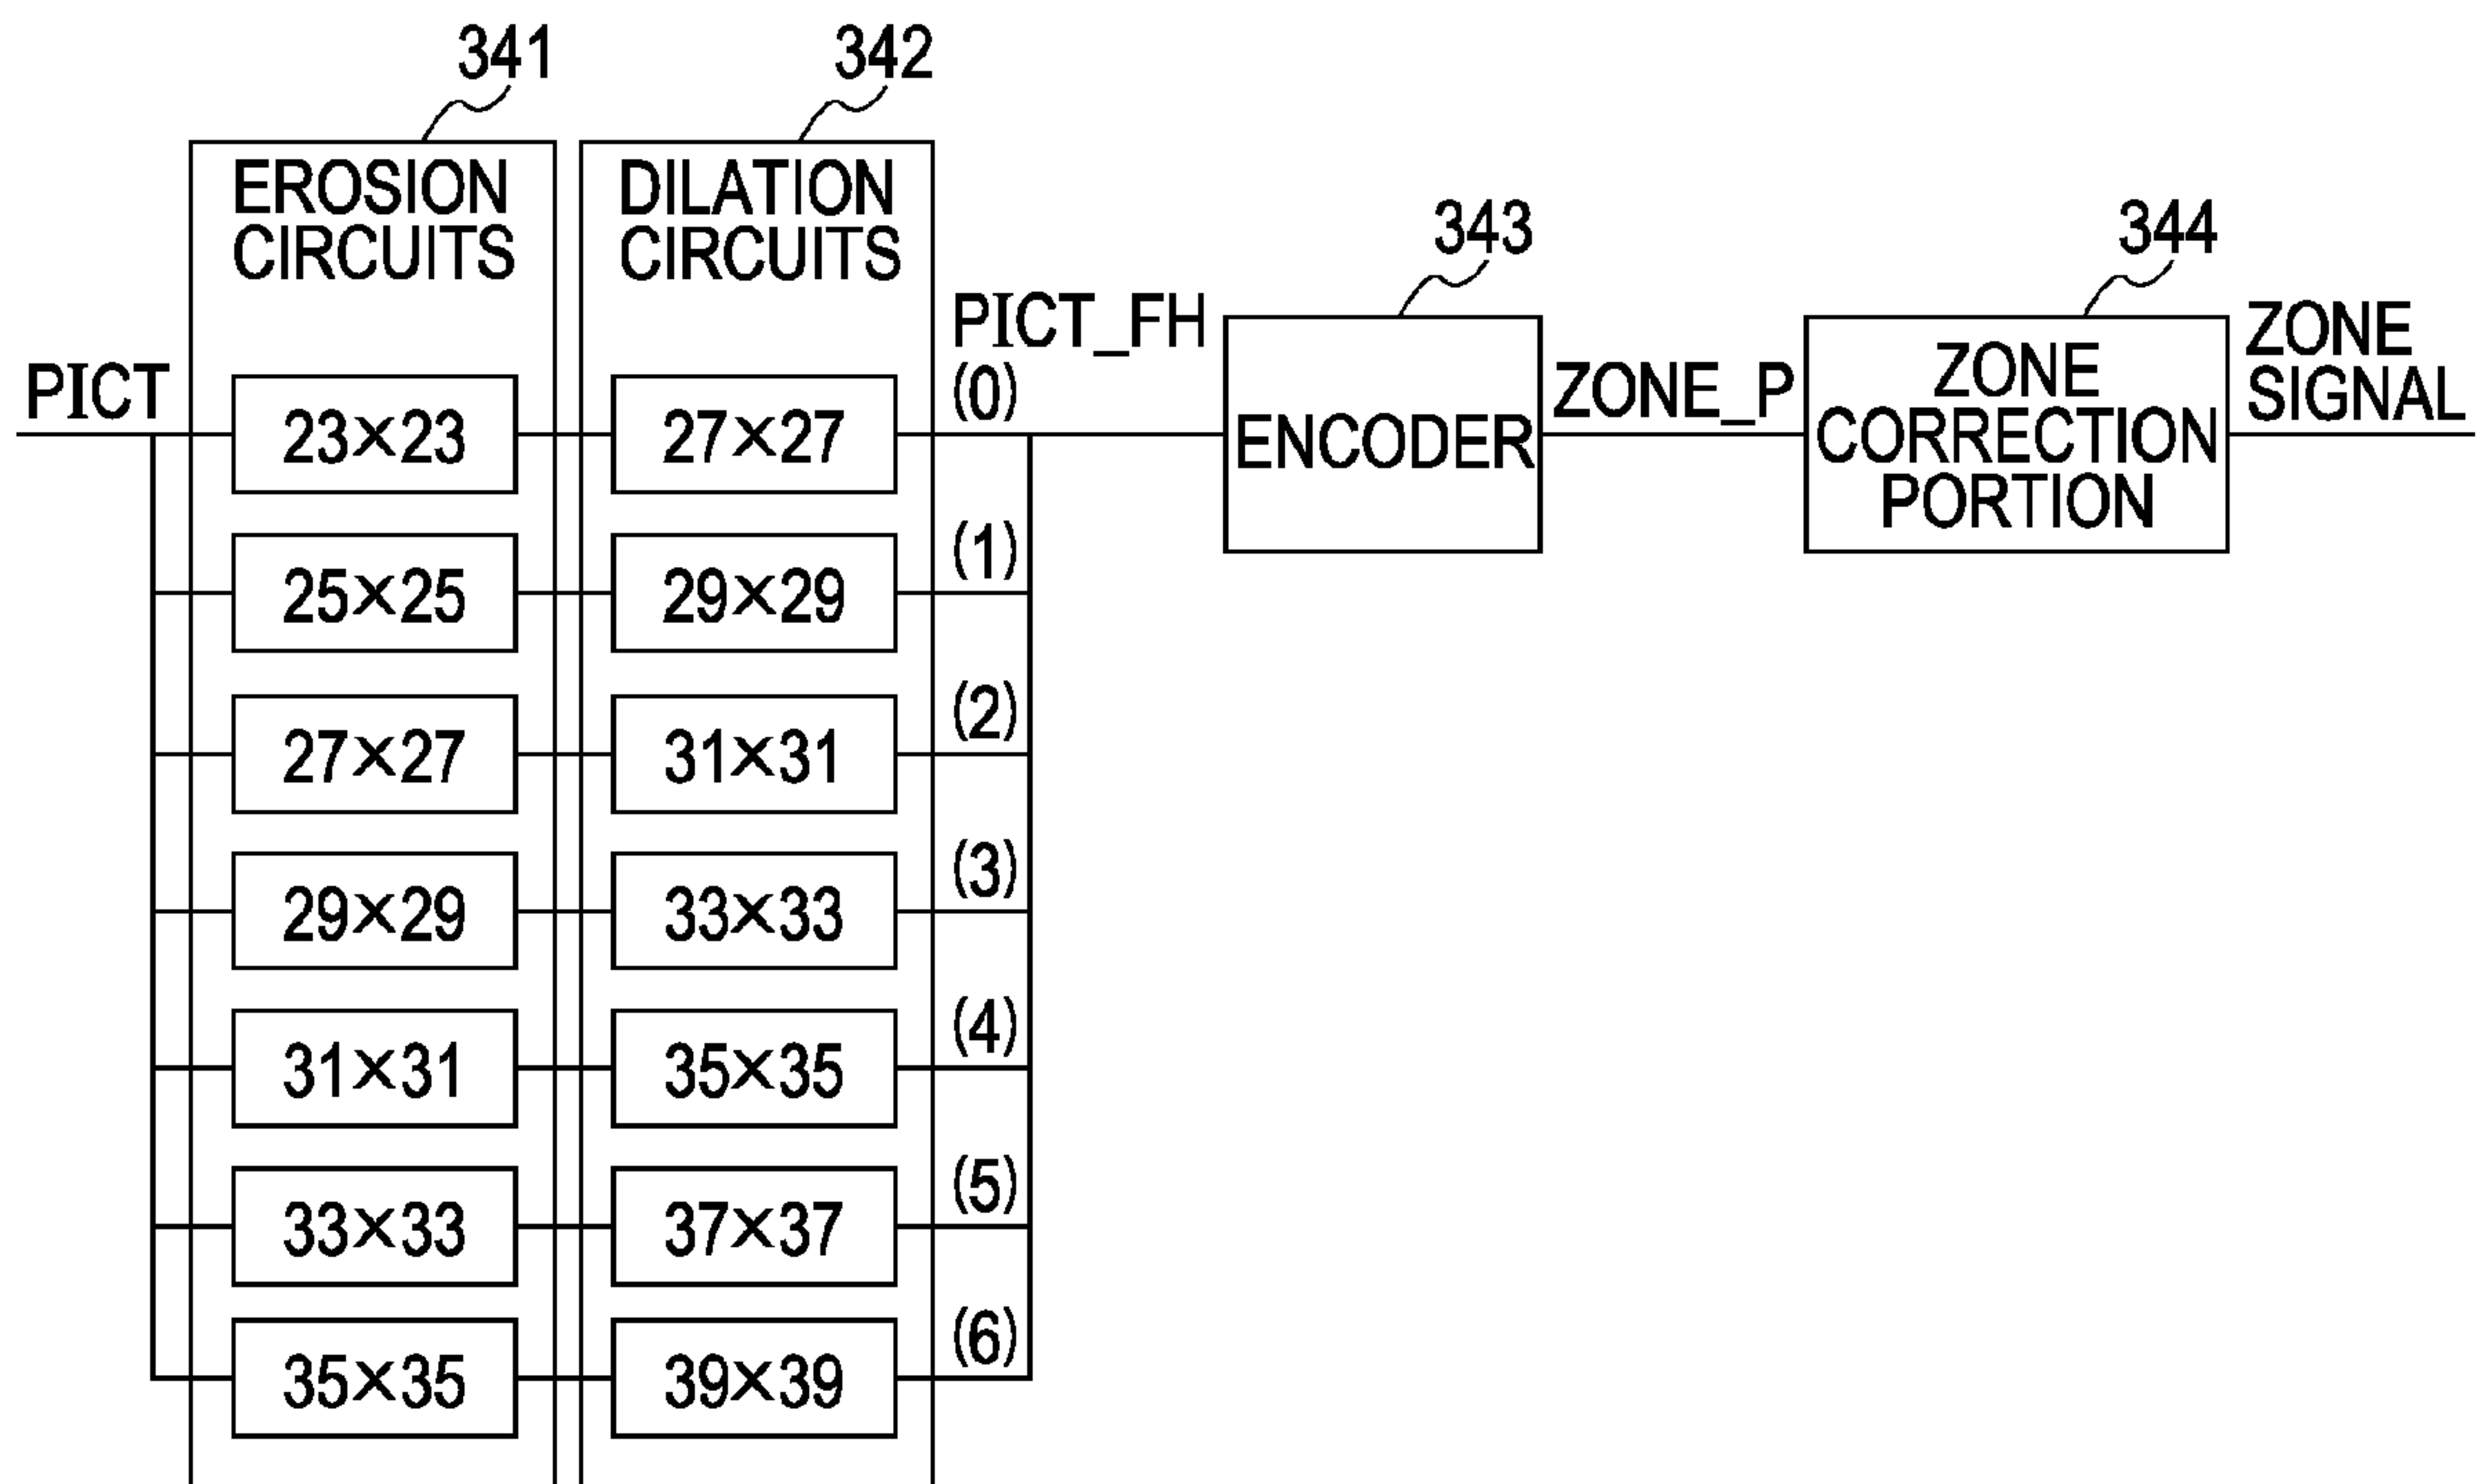 341
342
EROSION
CIRCUITS
DILATION
CIRCUITS
343
344
PICT
PICT_FH
(0)
23×23
27×27
ENCODER
ZONE_P
ZONE
CORRECTION
PORTION
ZONE
SIGNAL
(1)
25×25
29×29
(2)
27×27
31×31
(3)
29×29
33×33
(4)
31×31
35×35
(5)
33×33
37×37
(6)
35×35
39×39